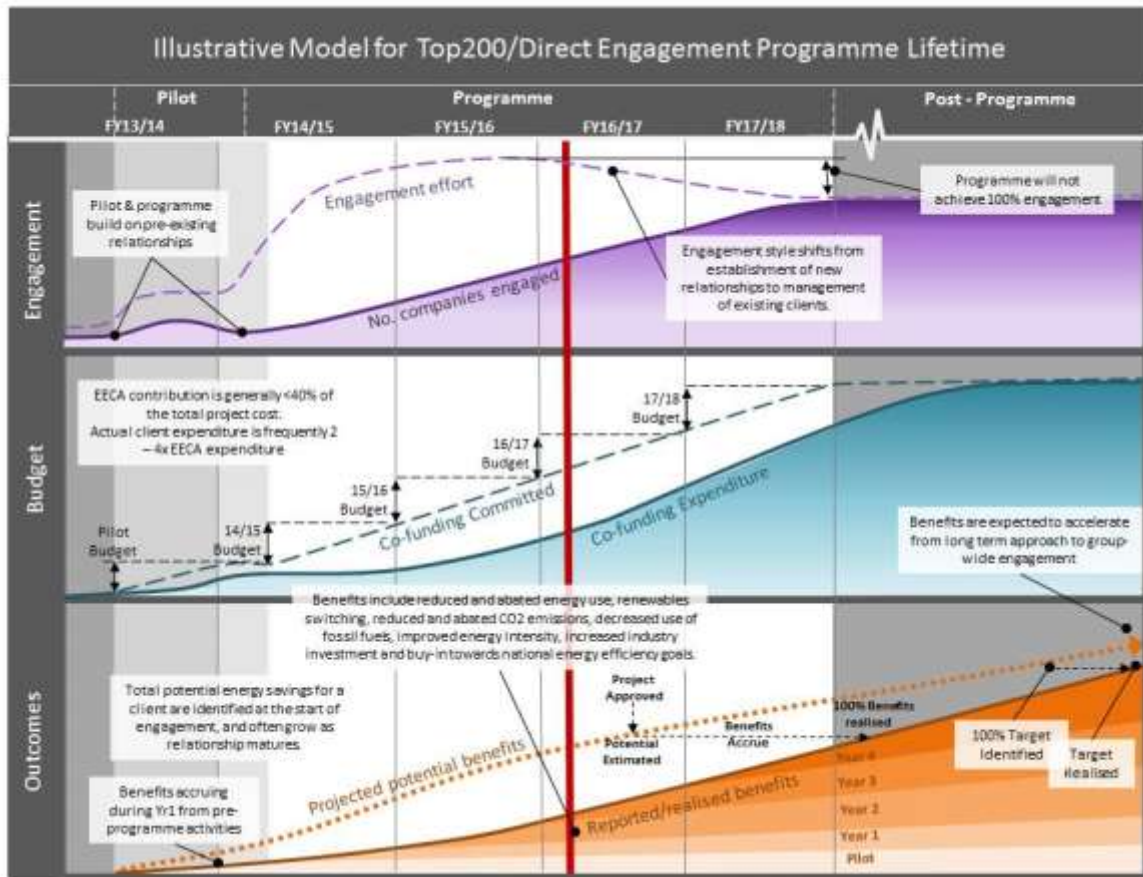 Illustrative Model for Top200/Direct Engagement Programme Lifetime
Pilot
Programme
Post - Programme
FY13/14
FY14/15
FY15/16
FY16/17
FY17/18
Engagement
Pilot & programme
build on pre-existing
relationships
Engagement effort
No. companies engaged
Engagement style shifts from
establishment of new
relationships to management
of existing clients.
Programme will not
achieve 100% engagement
Budget
EECA contribution is generally <40% of
the total project cost.
Actual client expenditure is frequently 2
– 4x EECA expenditure
Pilot
Budget
14/15
Budget
15/16
Budget
16/17
Budget
17/18
Budget
Co-funding Committed
Co-funding Expenditure
Benefits are expected to accelerate
from long term approach to group-
wide engagement
Outcomes
Benefits include reduced and abated energy use, renewables
switching, reduced and abated CO2 emissions, decreased use of
fossil fuels, improved energy intensity, increased industry
investment and buy-in towards national energy efficiency goals.
Total potential energy savings for a
client are identified at the start of
engagement, and often grow as
relationship matures.
Benefits accruing
during Yr1 from pre-
programme activities
Projected potential benefits
Reported/realised benefits
Project
Approved
Potential
Estimated
Benefits
Accrue
100% Benefits
realised
100% Target
Identified
Target
Realised
Year 4
Year 3
Year 2
Year 1
Pilot